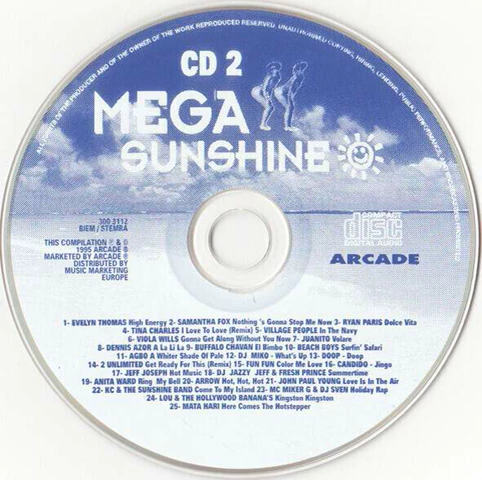 ALL RIGHTS OF THE PRODUCER AND OF THE OWNER OF THE WORK REPRODUCED RESERVED. UNAUTHORISED COPYING, HIRING, LENDING, PUBLIC PERFORMANCE AND BROADCASTING PROHIBITED
CD 2
MEGA
SUNSHINE
300 3112
BIEM / STEMRA
THIS COMPILATION ℗ & ©
1995 ARCADE ®
MARKETED BY ARCADE ®
DISTRIBUTED BY
MUSIC MARKETING
EUROPE
COMPACT
disc
DIGITAL AUDIO
ARCADE
1- EVELYN THOMAS High Energy 2- SAMANTHA FOX Nothing 's Gonna Stop Me Now 3- RYAN PARIS Dolce Vita
4- TINA CHARLES I Love To Love (Remix) 5- VILLAGE PEOPLE In The Navy
6- VIOLA WILLS Gonna Get Along Without You Now 7- JUANITO Volare
8- DENNIS AZOR A La Li La 9- BUFFALO CHAVAN El Bimbo 10- BEACH BOYS Surfin' Safari
11- AGBO A Whiter Shade Of Pale 12- DJ MIKO - What's Up 13- DOOP - Doop
14- 2 UNLIMITED Get Ready For This (Remix) 15- FUN FUN Color Me Love 16- CANDIDO - Jingo
17- JEFF JOSEPH Hot Music 18- DJ JAZZY JEFF & FRESH PRINCE Summertime
19- ANITA WARD Ring My Bell 20- ARROW Hot, Hot, Hot 21- JOHN PAUL YOUNG Love Is In The Air
22- KC & THE SUNSHINE BAND Come To My Island 23- MC MIKER G & DJ SVEN Holiday Rap
24- LOU & THE HOLLYWOOD BANANA'S Kingston Kingston
25- MATA HARI Here Comes The Hotstepper